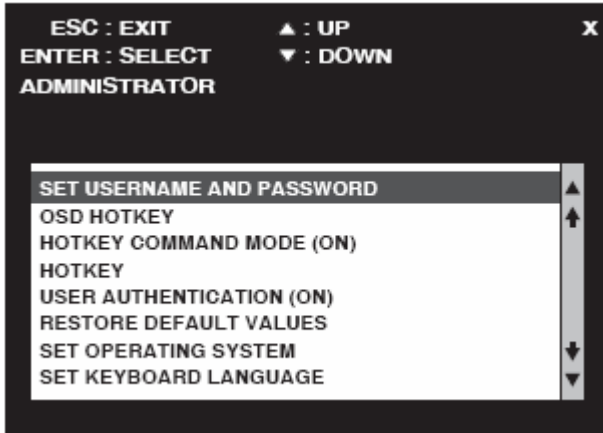 ESC : EXIT ▲ : UP X
ENTER : SELECT ▼ : DOWN
ADMINISTRATOR
SET USERNAME AND PASSWORD
OSD HOTKEY
HOTKEY COMMAND MODE (ON)
HOTKEY
USER AUTHENTICATION (ON)
RESTORE DEFAULT VALUES
SET OPERATING SYSTEM
SET KEYBOARD LANGUAGE